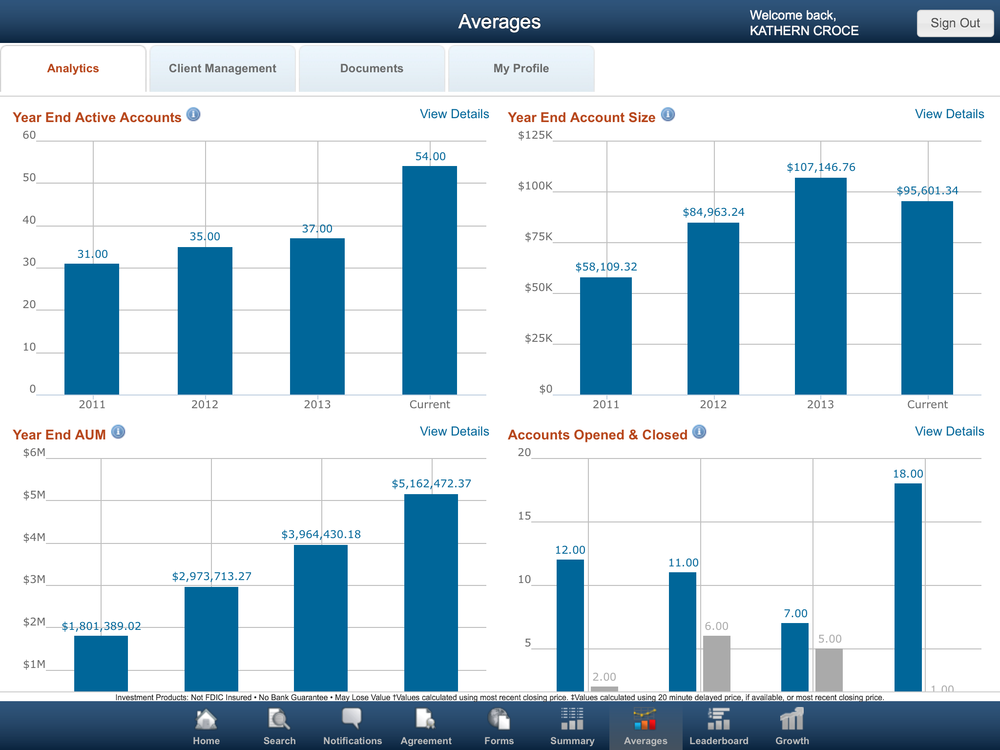 Averages
Welcome back,
KATHERN CROCE
Sign Out
Analytics
Client Management
Documents
My Profile
Year End Active Accounts
View Details
60
50
40
30
20
10
0
31.00
35.00
37.00
54.00
2011
2012
2013
Current
Year End Account Size
View Details
$125K
$100K
$75K
$50K
$25K
$0
$58,109.32
$84,963.24
$107,146.76
$95,601.34
2011
2012
2013
Current
Year End AUM
View Details
$6M
$5M
$4M
$3M
$2M
$1M
$1,801,389.02
$2,973,713.27
$3,964,430.18
$5,162,472.37
Accounts Opened & Closed
View Details
20
15
10
5
12.00
2.00
11.00
6.00
7.00
5.00
18.00
1.00
Investment Products: Not FDIC Insured • No Bank Guarantee • May Lose Value †Values calculated using most recent closing price. ‡Values calculated using 20 minute delayed price, if available, or most recent closing price.
Home
Search
Notifications
Agreement
Forms
Summary
Averages
Leaderboard
Growth